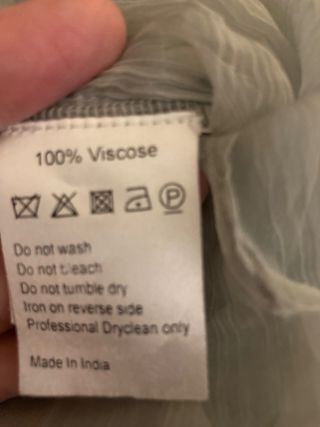 100% Viscose
P
Do not wash
Do not bleach
Do not tumble dry
Iron on reverse side
Professional Dryclean only
Made In India